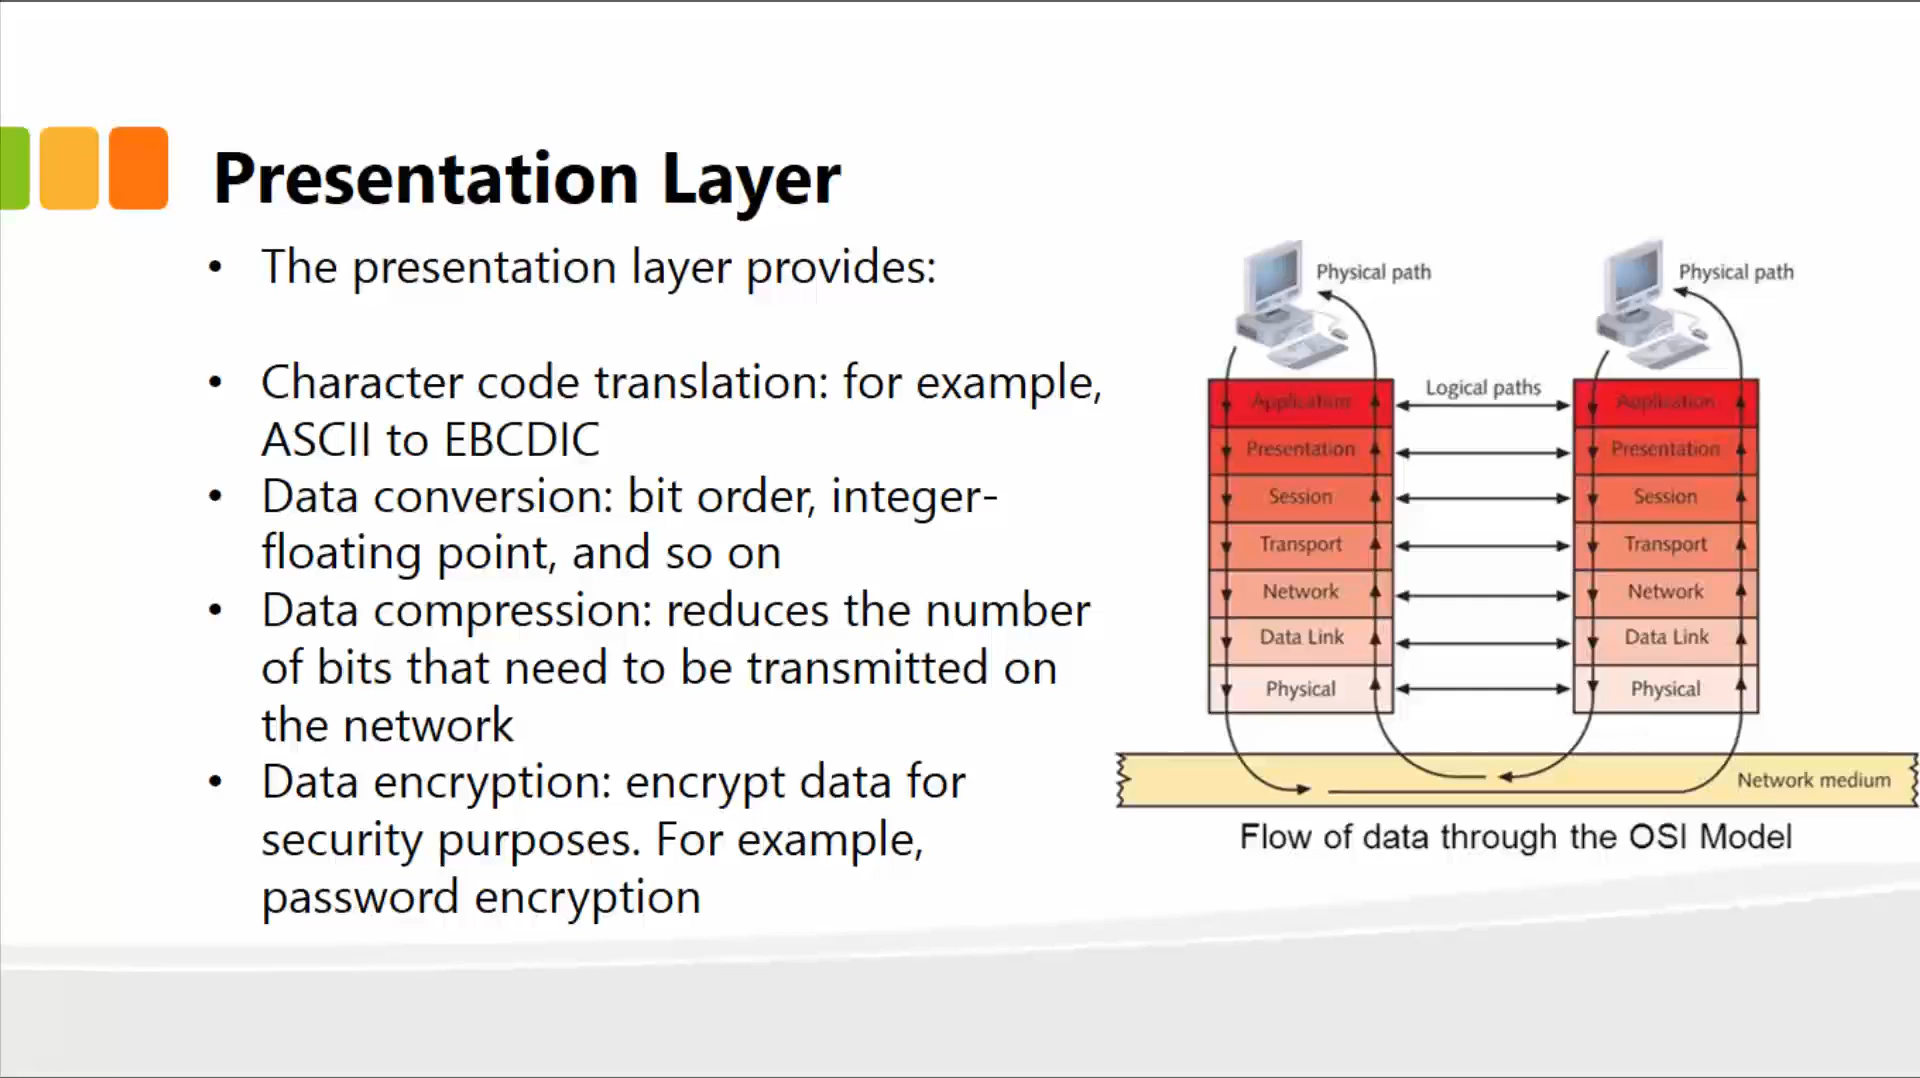 Presentation Layer
• The presentation layer provides:
• Character code translation: for example,
ASCII to EBCDIC
• Data conversion: bit order, integer-
floating point, and so on
• Data compression: reduces the number
of bits that need to be transmitted on
the network
• Data encryption: encrypt data for
security purposes. For example,
password encryption
Physical path
Physical path
Logical paths
Application
Application
Presentation
Presentation
Session
Session
Transport
Transport
Network
Network
Data Link
Data Link
Physical
Physical
Network medium
Flow of data through the OSI Model